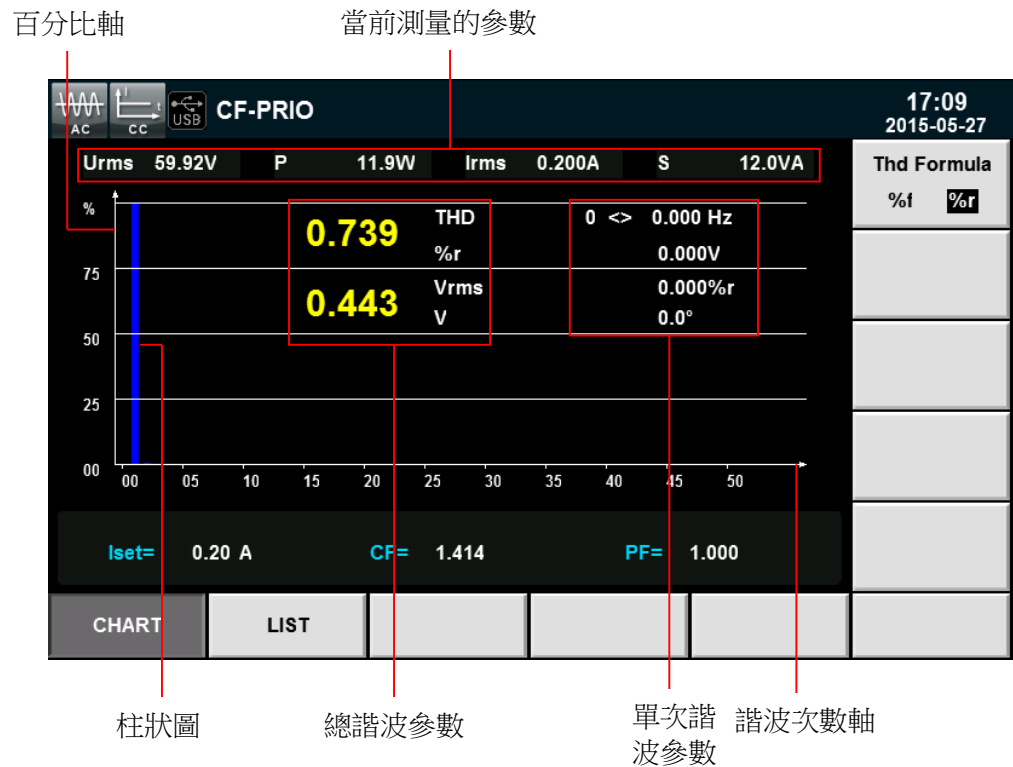 百分比軸
當前測量的參數
AC
t
CC
USB
CF-PRIO
17:09
2015-05-27
Urms 59.92V P 11.9W Irms 0.200A S 12.0VA
Thd Formula
%f %r
%
0.739 THD
%r
0 <> 0.000 Hz
0.000V
75
0.443 Vrms
V
0.000%r
0.0°
50
25
00
00 05 10 15 20 25 30 35 40 45 50
Iset= 0.20 A CF= 1.414 PF= 1.000
CHART LIST
柱狀圖
總諧波參數
單次諧
波參數
諧波次數軸